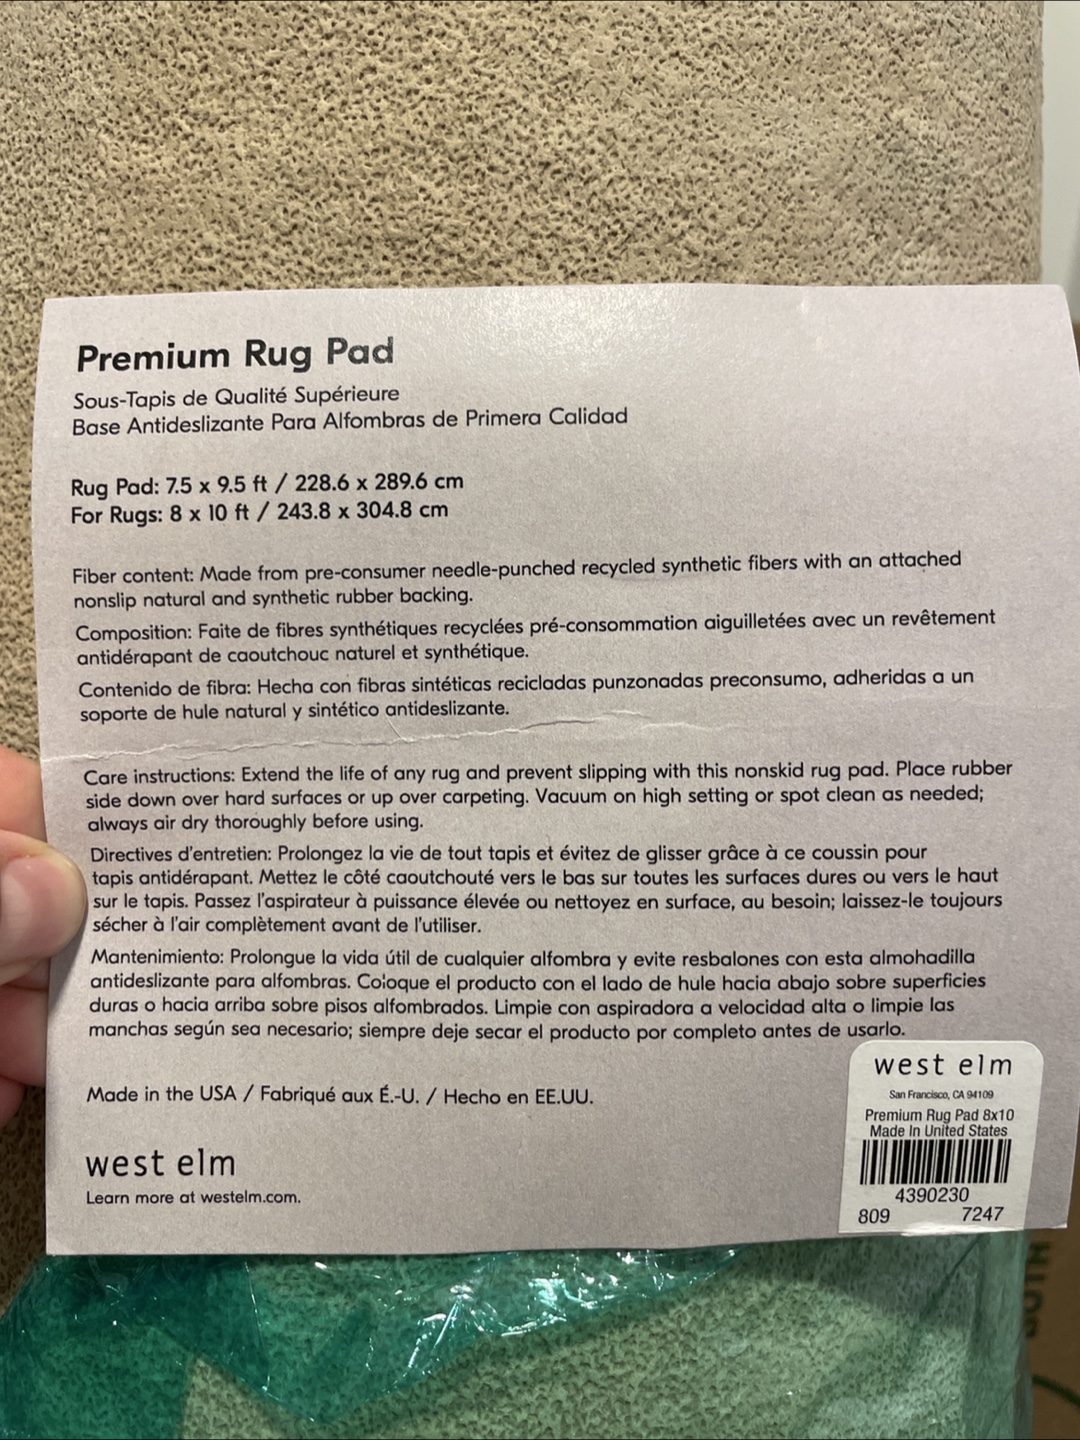 Premium Rug Pad
Sous-Tapis de Qualité Supérieure
Base Antideslizante Para Alfombras de Primera Calidad
Rug Pad: 7.5 x 9.5 ft / 228.6 x 289.6 cm
For Rugs: 8 x 10 ft / 243.8 x 304.8 cm
Fiber content: Made from pre-consumer needle-punched recycled synthetic fibers with an attached
nonslip natural and synthetic rubber backing.
Composition: Faite de fibres synthétiques recyclées pré-consommation aiguilletées avec un revêtement
antidérapant de caoutchouc naturel et synthétique.
Contenido de fibra: Hecha con fibras sintéticas recicladas punzonadas preconsumo, adheridas a un
soporte de hule natural y sintético antideslizante.
Care instructions: Extend the life of any rug and prevent slipping with this nonskid rug pad. Place rubber
side down over hard surfaces or up over carpeting. Vacuum on high setting or spot clean as needed;
always air dry thoroughly before using.
Directives d'entretien: Prolongez la vie de tout tapis et évitez de glisser grâce à ce coussin pour
tapis antidérapant. Mettez le côté caoutchouté vers le bas sur toutes les surfaces dures ou vers le haut
sur le tapis. Passez l'aspirateur à puissance élevée ou nettoyez en surface, au besoin; laissez-le toujours
sécher à l'air complètement avant de l'utiliser.
Mantenimiento: Prolongue la vida útil de cualquier alfombra y evite resbalones con esta almohadilla
antideslizante para alfombras. Coloque el producto con el lado de hule hacia abajo sobre superficies
duras o hacia arriba sobre pisos alfombrados. Limpie con aspiradora a velocidad alta o limpie las
manchas según sea necesario; siempre deje secar el producto por completo antes de usarlo.
Made in the USA / Fabriqué aux É.-U. / Hecho en EE.UU.
west elm
Learn more at westelm.com.
west elm
San Francisco, CA 94109
Premium Rug Pad 8x10
Made In United States
4390230
809 7247